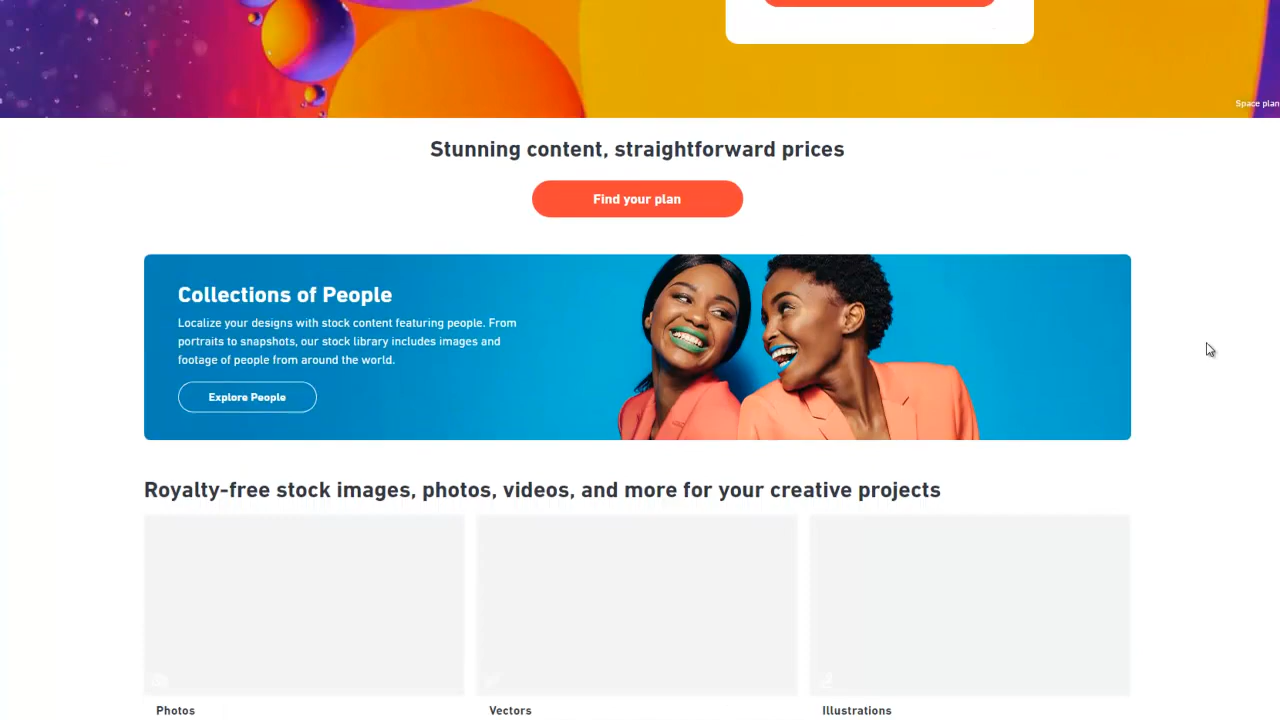 Space plan
Stunning content, straightforward prices
Find your plan
Collections of People
Localize your designs with stock content featuring people. From
portraits to snapshots, our stock library includes images and
footage of people from around the world.
Explore People
Royalty-free stock images, photos, videos, and more for your creative projects
Photos
Vectors
Illustrations